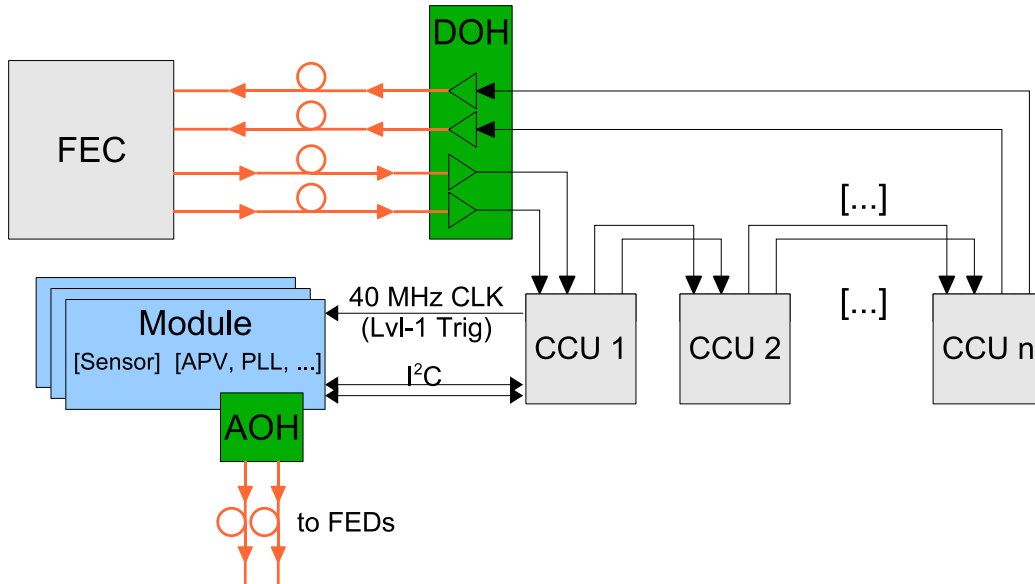 DOH
FEC
[...]
40 MHz CLK
(Lvl-1 Trig)
[...]
Module
[Sensor] [APV, PLL, ...]
CCU 1
CCU 2
CCU n
I²C
AOH
to FEDs